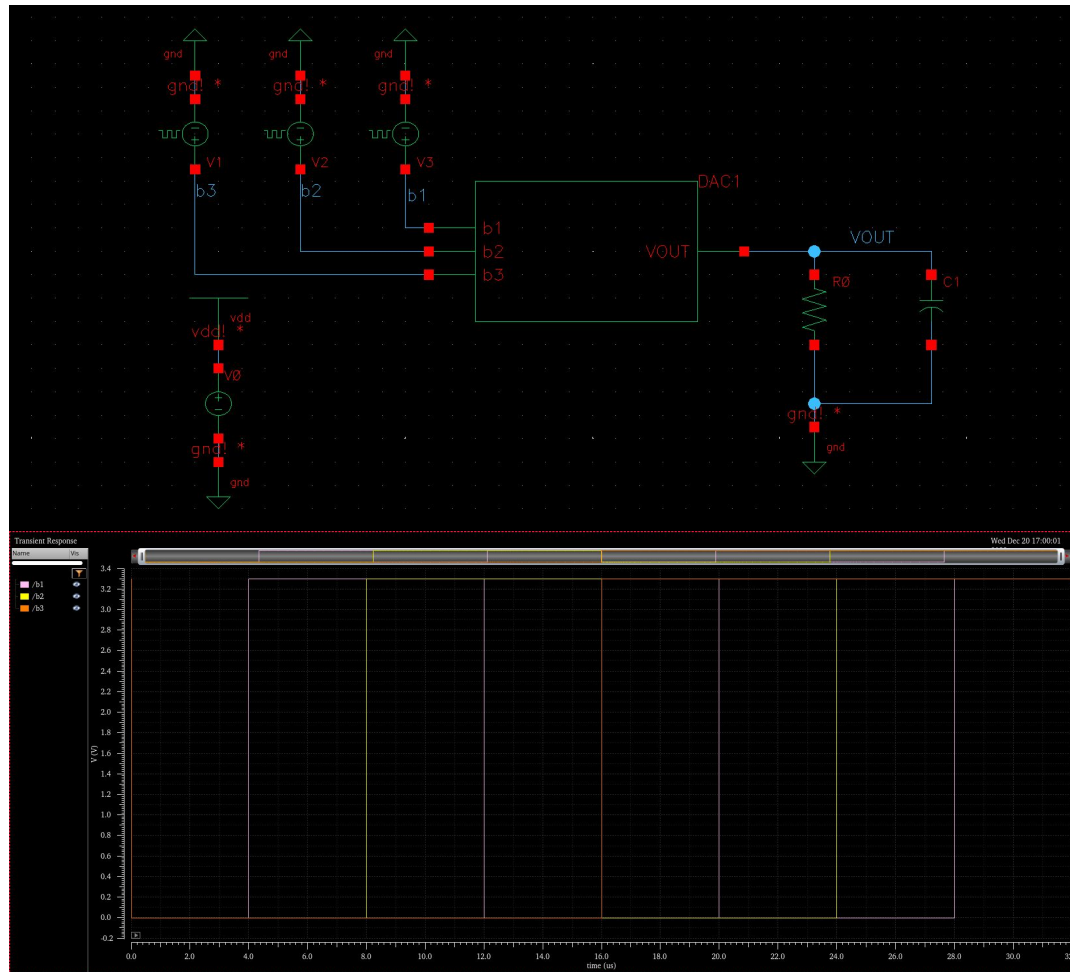 gnd gnd gnd
gnd! * gnd! * gnd! *
V1 V2 V3
b3 b2 b1
DAC1
b1
b2
b3
VOUT
VOUT
R0 C1
vdd
vdd! *
V0
gnd! *
gnd
gnd! *
gnd
Transient Response
Wed Dec 20 17:00:01
Name Vis
/b1
/b2
/b3
V (V)
3.4
3.2
3.0
2.8
2.6
2.4
2.2
2.0
1.8
1.6
1.4
1.2
1.0
0.8
0.6
0.4
0.2
0.0
-0.2
0.0 2.0 4.0 6.0 8.0 10.0 12.0 14.0 16.0 18.0 20.0 22.0 24.0 26.0 28.0 30.0
time (us)